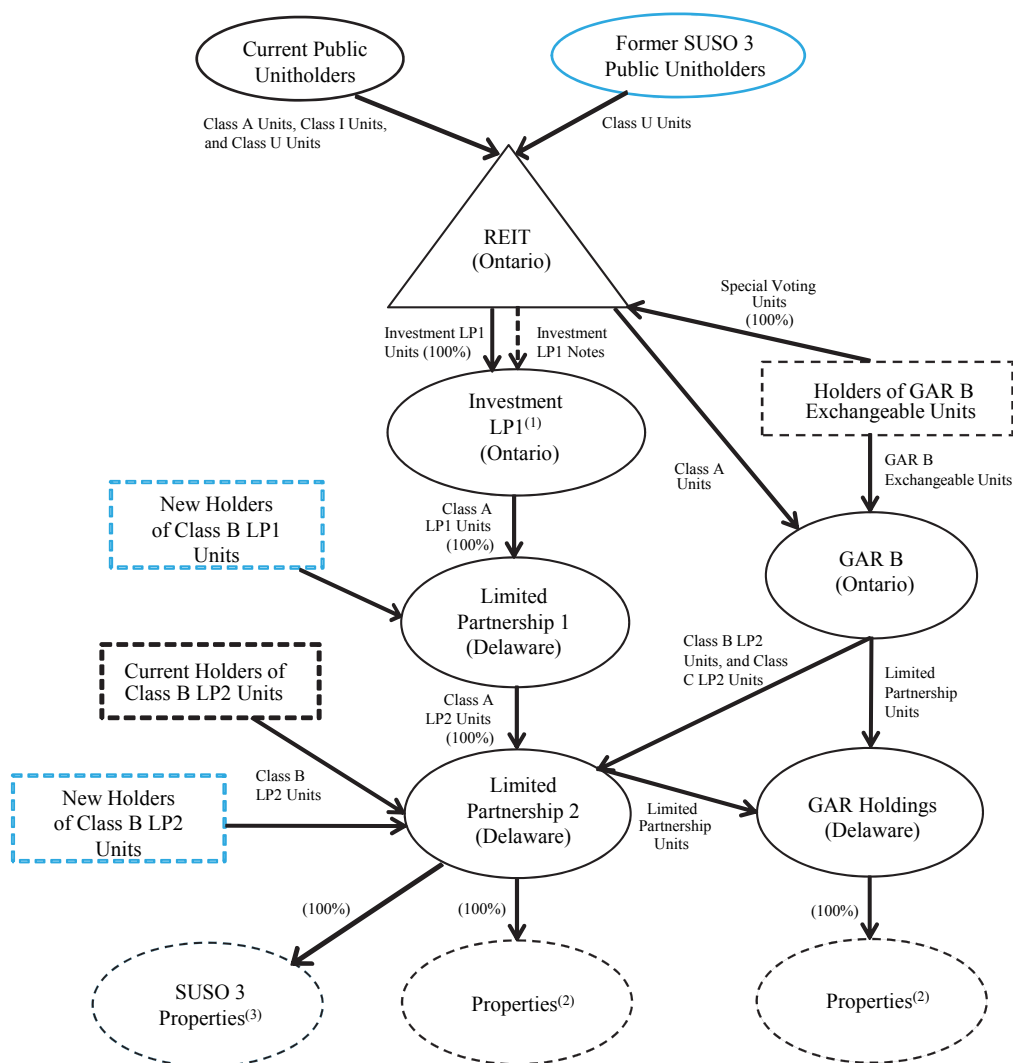 Current Public
Unitholders
Former SUSO 3
Public Unitholders
Class A Units, Class I Units,
and Class U Units
Class U Units
REIT
(Ontario)
Special Voting
Units
(100%)
Investment LP1
Units (100%)
Investment
LP1 Notes
Holders of GAR B
Exchangeable Units
Investment
LP1(1)
(Ontario)
Class A
Units
GAR B
Exchangeable Units
New Holders
of Class B LP1
Units
Class A
LP1 Units
(100%)
GAR B
(Ontario)
Limited
Partnership 1
(Delaware)
Class B LP2
Units, and Class
C LP2 Units
Limited
Partnership
Units
Current Holders of
Class B LP2 Units
Class A
LP2 Units
(100%)
Class B
LP2 Units
New Holders
of Class B LP2
Units
Limited
Partnership 2
(Delaware)
Limited
Partnership
Units
GAR Holdings
(Delaware)
(100%)
(100%)
(100%)
SUSO 3
Properties(3)
Properties(2)
Properties(2)